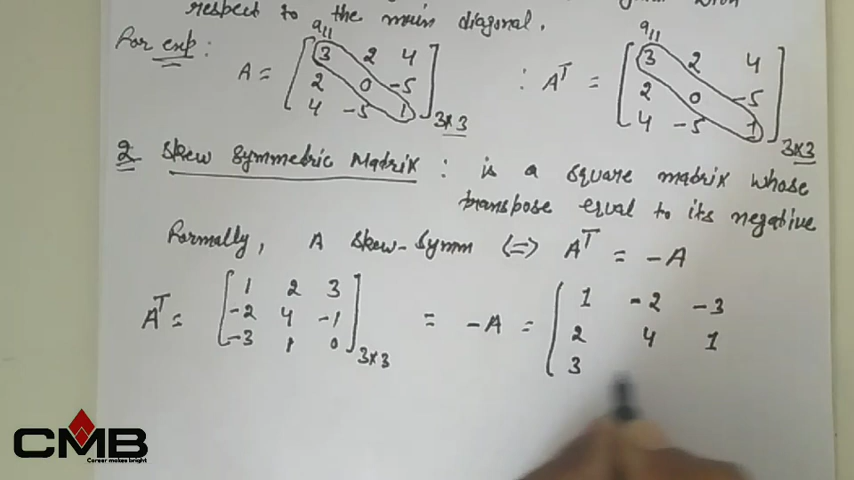 respect to the main diagonal.
For exp :
a11 a11
A = [ 3 2 4 : A^T = [ 3 2 4
2 0 -5 2 0 -5
4 -5 1 ] 3×3 4 -5 1 ] 3×3
2 Skew Symmetric Matrix : is a square matrix whose
transpose equal to its negative
Formally, A Skew-Symm <=> A^T = -A
A^T = [ 1 2 3 = -A = [ 1 -2 -3
-2 4 -1 2 4 1
-3 1 0 ] 3×3 3
CMB
Career makes bright